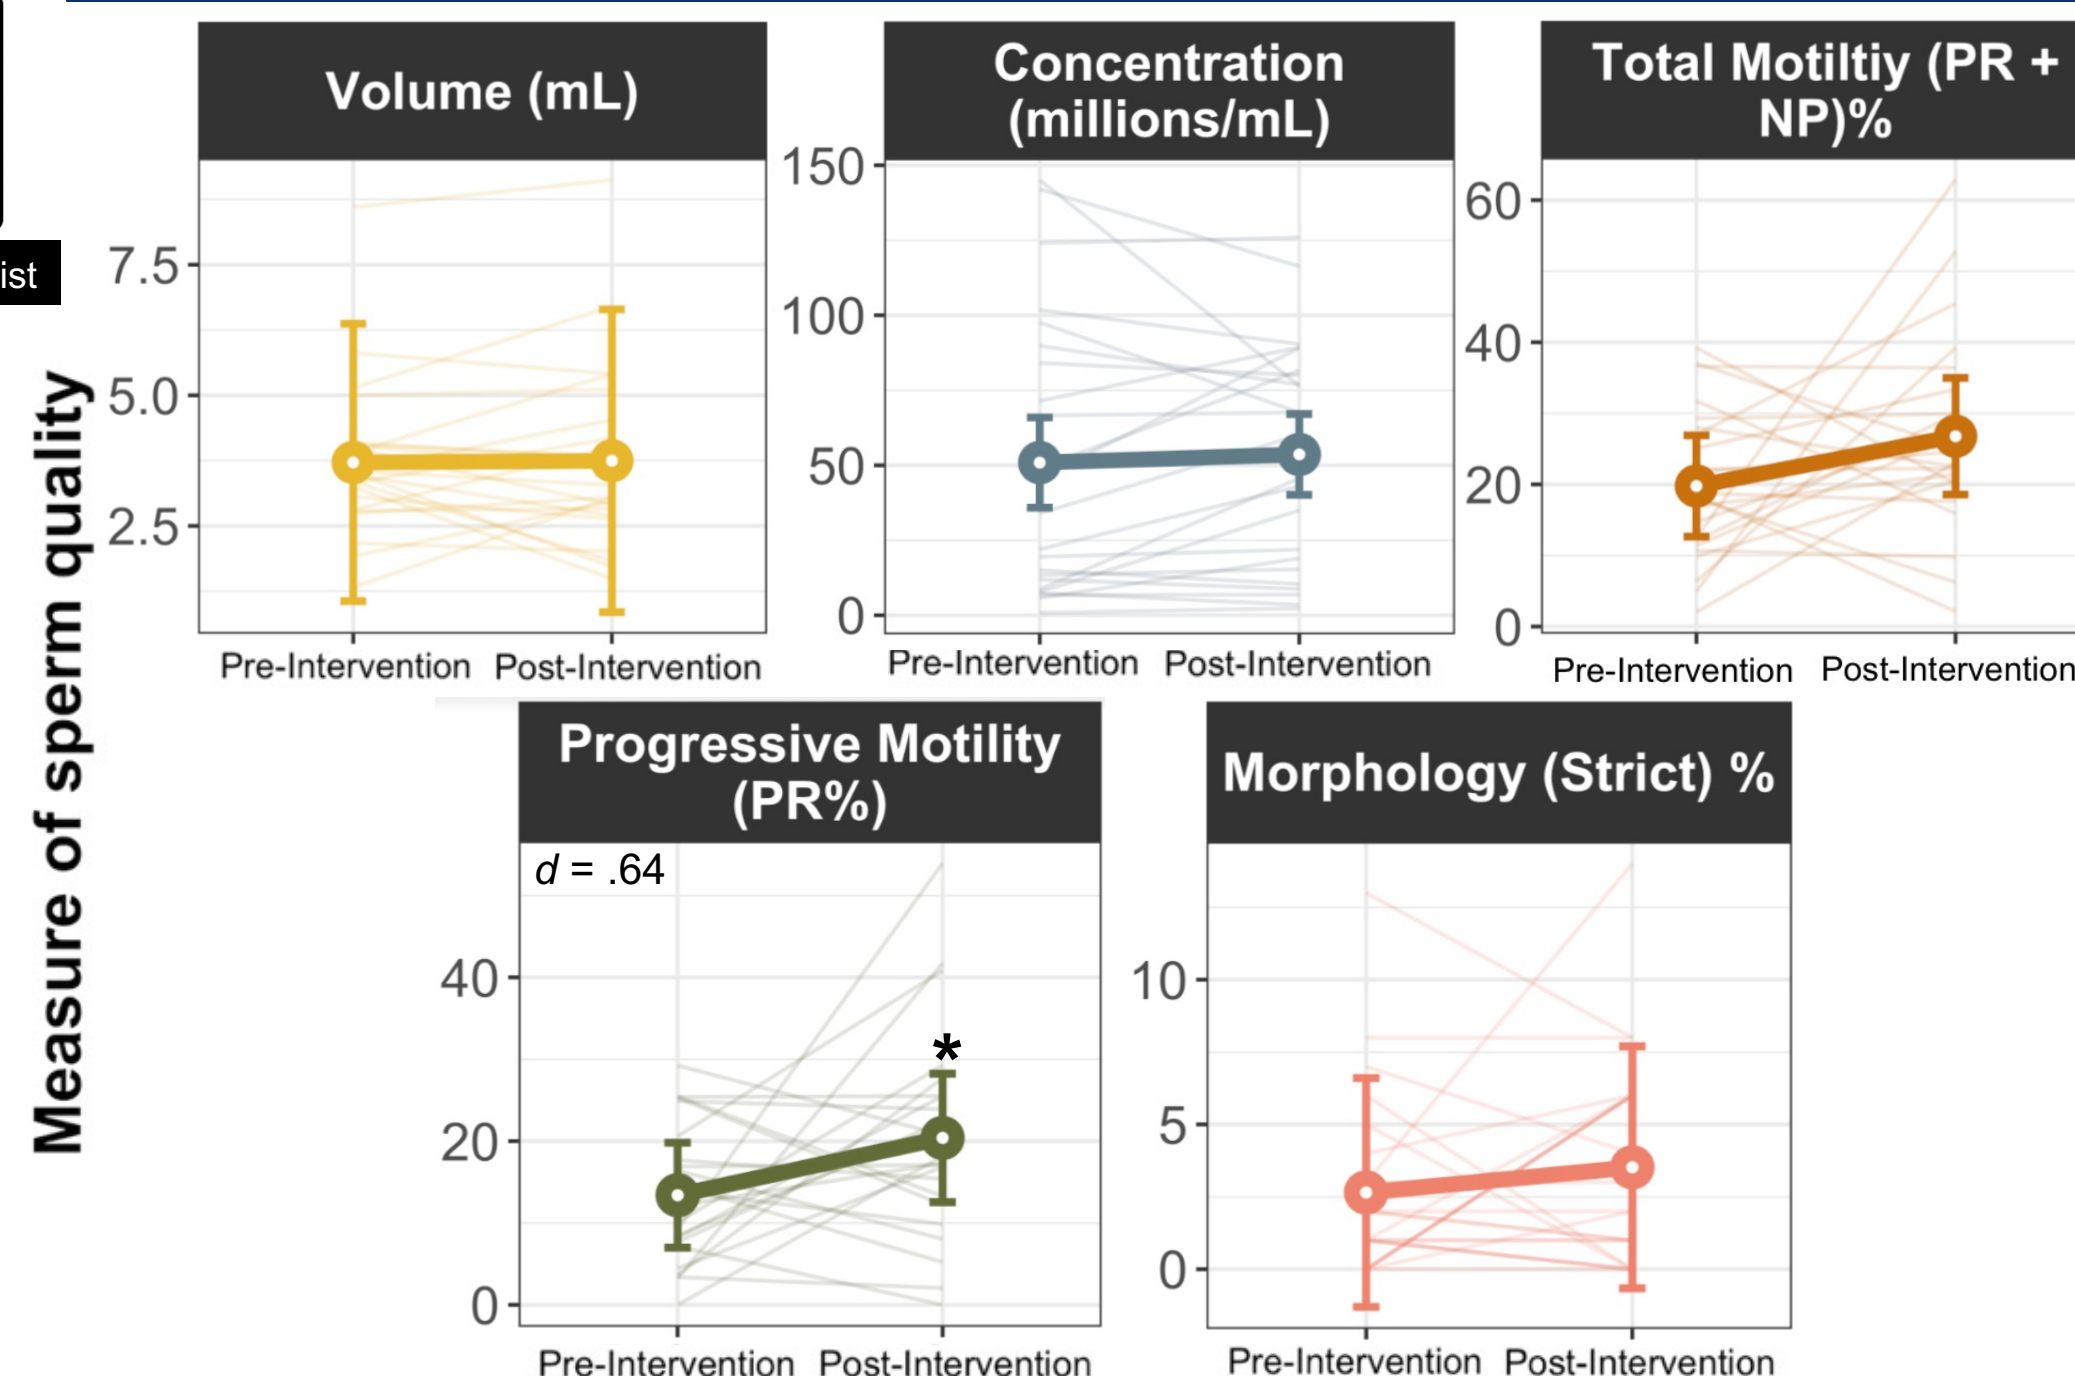 ist
Measure of sperm quality
Volume (mL)
7.5
5.0
2.5
Pre-Intervention Post-Intervention
Concentration
(millions/mL)
150
100
50
0
Pre-Intervention Post-Intervention
Total Motiltiy (PR +
NP)%
60
40
20
0
Pre-Intervention Post-Intervention
Progressive Motility
(PR%)
d = .64
*
40
20
0
Pre-Intervention Post-Intervention
Morphology (Strict) %
10
5
0
Pre-Intervention Post-Intervention